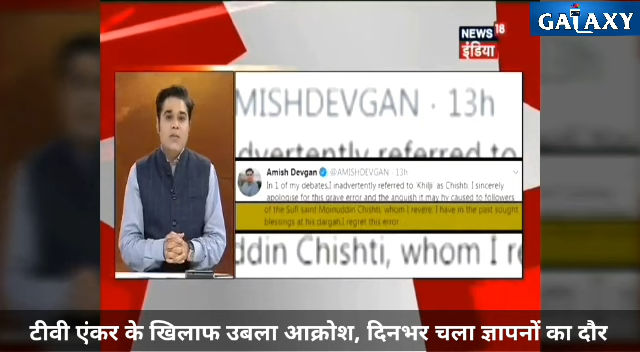 GALAXY
NEWS 18
इंडिया
MISHDEVGAN · 13h
dvertently referred to
Amish Devgan @AMISHDEVGAN · 13h
In 1 of my debates,I inadvertently referred to 'Khilji' as Chishti. I sincerely
apologise for this grave error and the anguish it may hv caused to followers
of the Sufi saint Moinuddin Chishti, whom I revere. I have in the past sought
blessings at his dargah.I regret this error
ddin Chishti, whom I re
टीवी एंकर के खिलाफ उबला आक्रोश, दिनभर चला ज्ञापनों का दौर